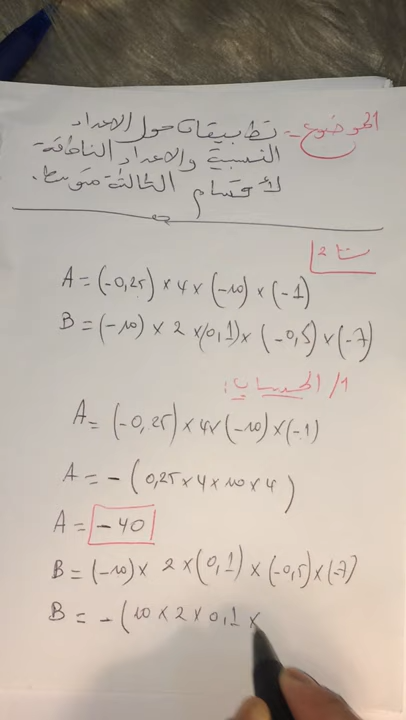 الموضوع:- تطبيقات حول الاعداد
النسبية والاعداد الناطقة
لأقسام الثالثة متوسط.
تا 2
A = (-0,25) × 4 × (-10) × (-1)
B = (-10) × 2 × (0,1) × (-0,5) × (-7)
1/ الحساب:
A = (-0,25) × 4 × (-10) × (-1)
A = - (0,25 × 4 × 10 × 4)
A = -40
B = (-10) × 2 × (0,1) × (-0,5) × (-7)
B = - (10 × 2 × 0,1 ×